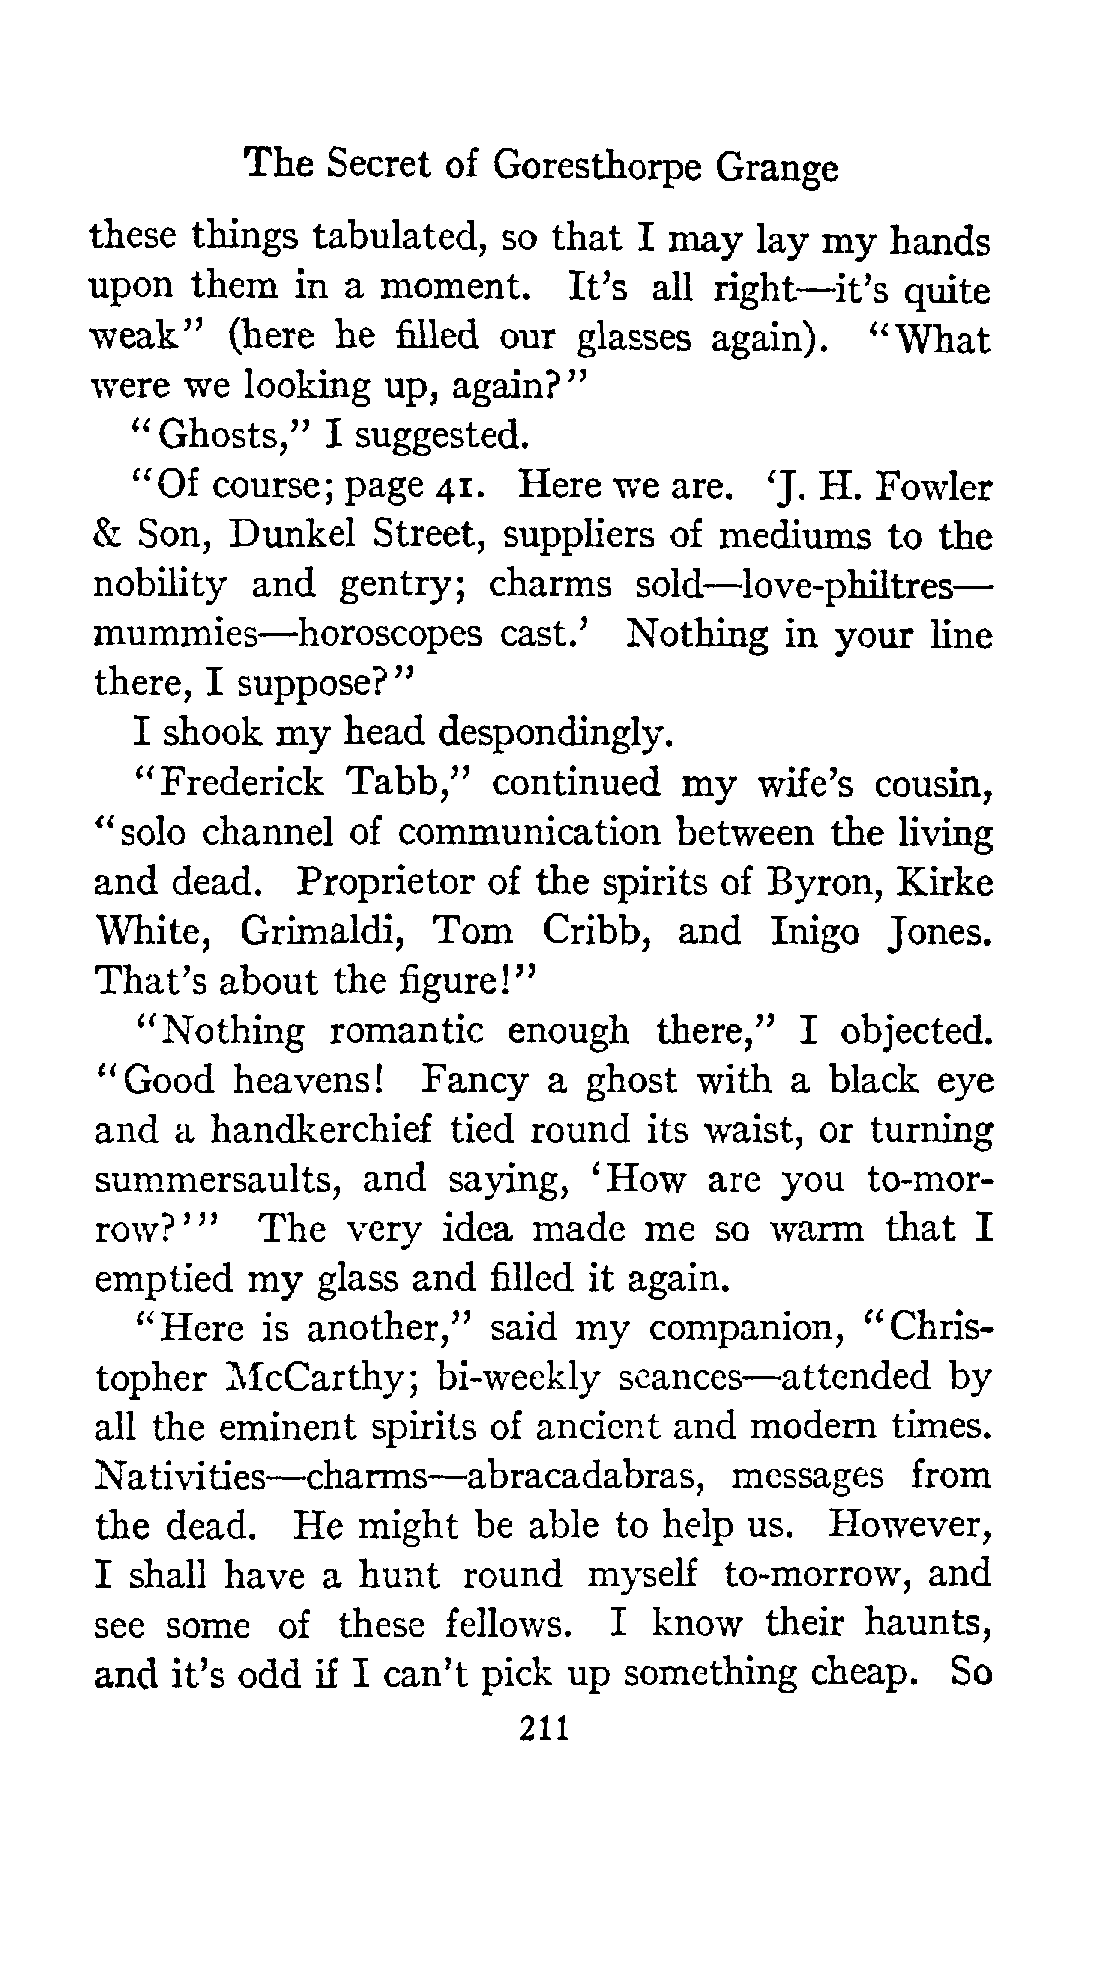 The Secret of Goresthorpe Grange
these things tabulated, so that I may lay my hands
upon them in a moment. It's all right—it's quite
weak" (here he filled our glasses again). "What
were we looking up, again?"
"Ghosts," I suggested.
"Of course; page 41. Here we are. 'J. H. Fowler
& Son, Dunkel Street, suppliers of mediums to the
nobility and gentry; charms sold—love-philtres—
mummies—horoscopes cast.' Nothing in your line
there, I suppose?"
I shook my head despondingly.
"Frederick Tabb," continued my wife's cousin,
"solo channel of communication between the living
and dead. Proprietor of the spirits of Byron, Kirke
White, Grimaldi, Tom Cribb, and Inigo Jones.
That's about the figure!"
"Nothing romantic enough there," I objected.
"Good heavens! Fancy a ghost with a black eye
and a handkerchief tied round its waist, or turning
summersaults, and saying, 'How are you to-mor-
row?'" The very idea made me so warm that I
emptied my glass and filled it again.
"Here is another," said my companion, "Chris-
topher McCarthy; bi-weekly seances—attended by
all the eminent spirits of ancient and modern times.
Nativities—charms—abracadabras, messages from
the dead. He might be able to help us. However,
I shall have a hunt round myself to-morrow, and
see some of these fellows. I know their haunts,
and it's odd if I can't pick up something cheap. So
211